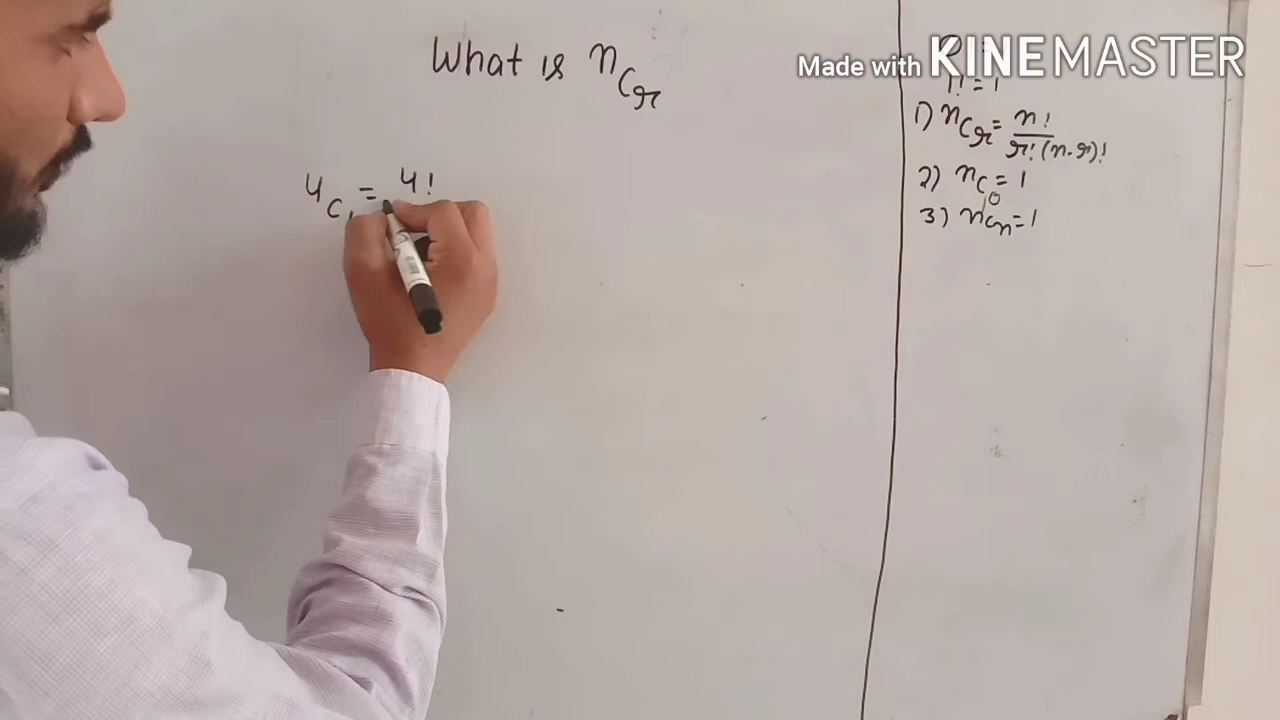 What is nCr
4C1 = 4!
Made with KINEMASTER
1! = 1
1) nCr = n! / r! (n-r)!
2) nC0 = 1
3) nCn = 1